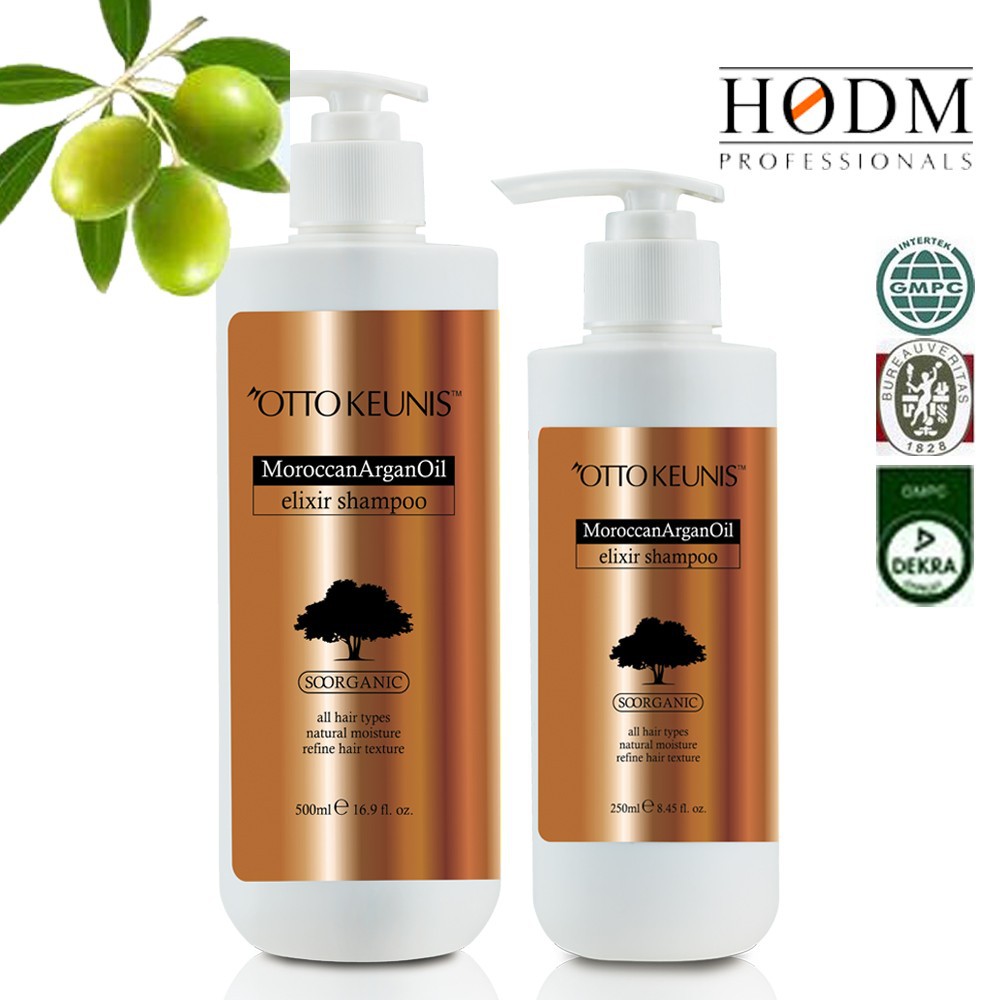 HODM
PROFESSIONALS
INTERTEK
GMPC
BUREAU VERITAS
1828
GMPC
DEKRA
OTTO KEUNIS™
MoroccanArganOil
elixir shampoo
SOORGANIC
all hair types
natural moisture
refine hair texture
500ml e 16.9 fl. oz.
OTTO KEUNIS™
MoroccanArganOil
elixir shampoo
SOORGANIC
all hair types
natural moisture
refine hair texture
250ml e 8.45 fl. oz.